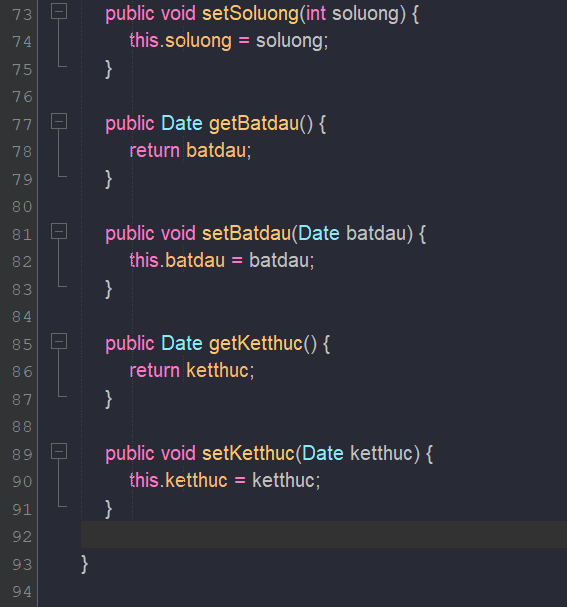 73 public void setSoluong(int soluong) {
74 this.soluong = soluong;
75 }
76
77 public Date getBatdau() {
78 return batdau;
79 }
80
81 public void setBatdau(Date batdau) {
82 this.batdau = batdau;
83 }
84
85 public Date getKetthuc() {
86 return ketthuc;
87 }
88
89 public void setKetthuc(Date ketthuc) {
90 this.ketthuc = ketthuc;
91 }
92
93 }
94